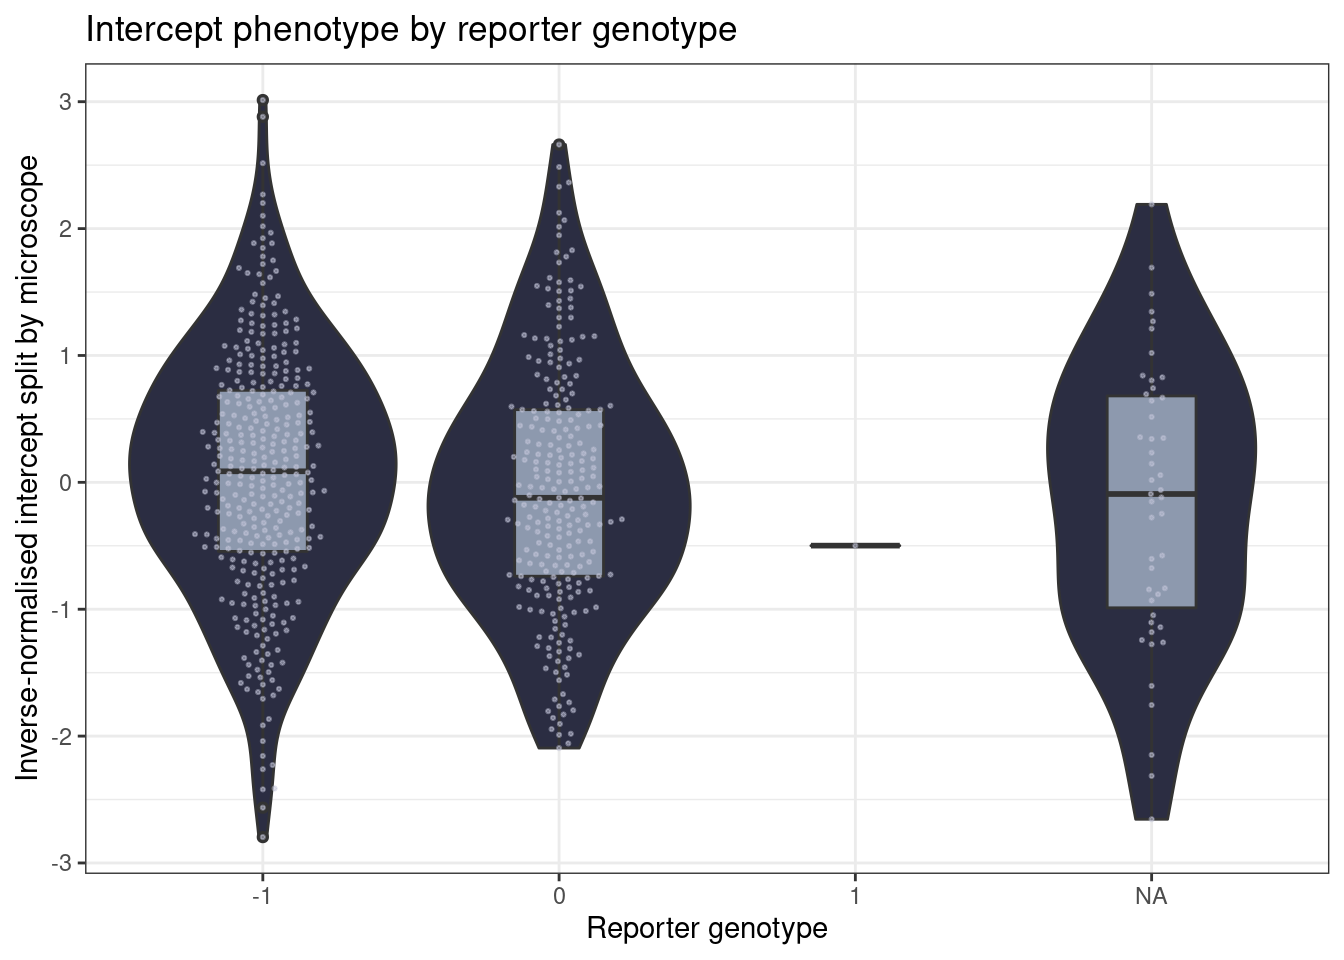 Intercept phenotype by reporter genotype
Inverse-normalised intercept split by microscope
3
2
1
0
-1
-2
-3
-1 0 1 NA
Reporter genotype